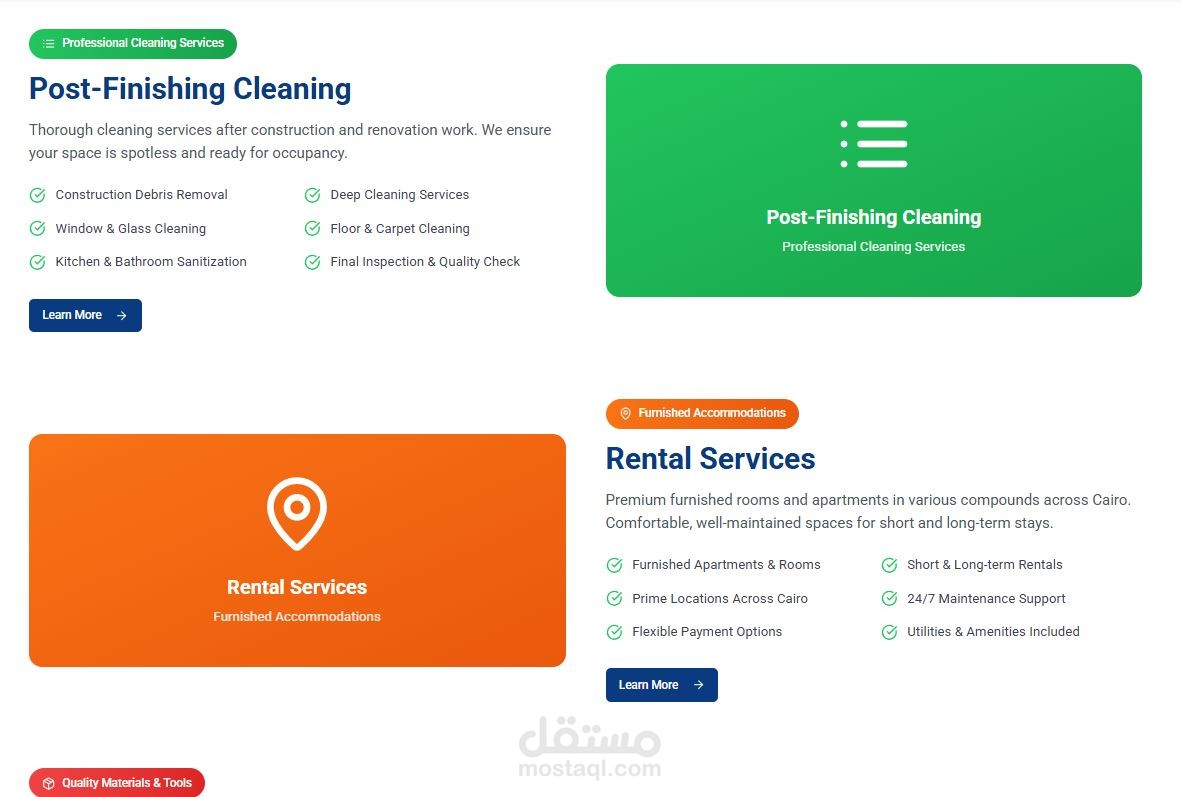 Professional Cleaning Services
Post-Finishing Cleaning
Thorough cleaning services after construction and renovation work. We ensure
your space is spotless and ready for occupancy.
Construction Debris Removal
Deep Cleaning Services
Window & Glass Cleaning
Floor & Carpet Cleaning
Kitchen & Bathroom Sanitization
Final Inspection & Quality Check
Learn More
Post-Finishing Cleaning
Professional Cleaning Services
Rental Services
Furnished Accommodations
Furnished Accommodations
Rental Services
Premium furnished rooms and apartments in various compounds across Cairo.
Comfortable, well-maintained spaces for short and long-term stays.
Furnished Apartments & Rooms
Short & Long-term Rentals
Prime Locations Across Cairo
24/7 Maintenance Support
Flexible Payment Options
Utilities & Amenities Included
Learn More
مستقل
mostaql.com
Quality Materials & Tools